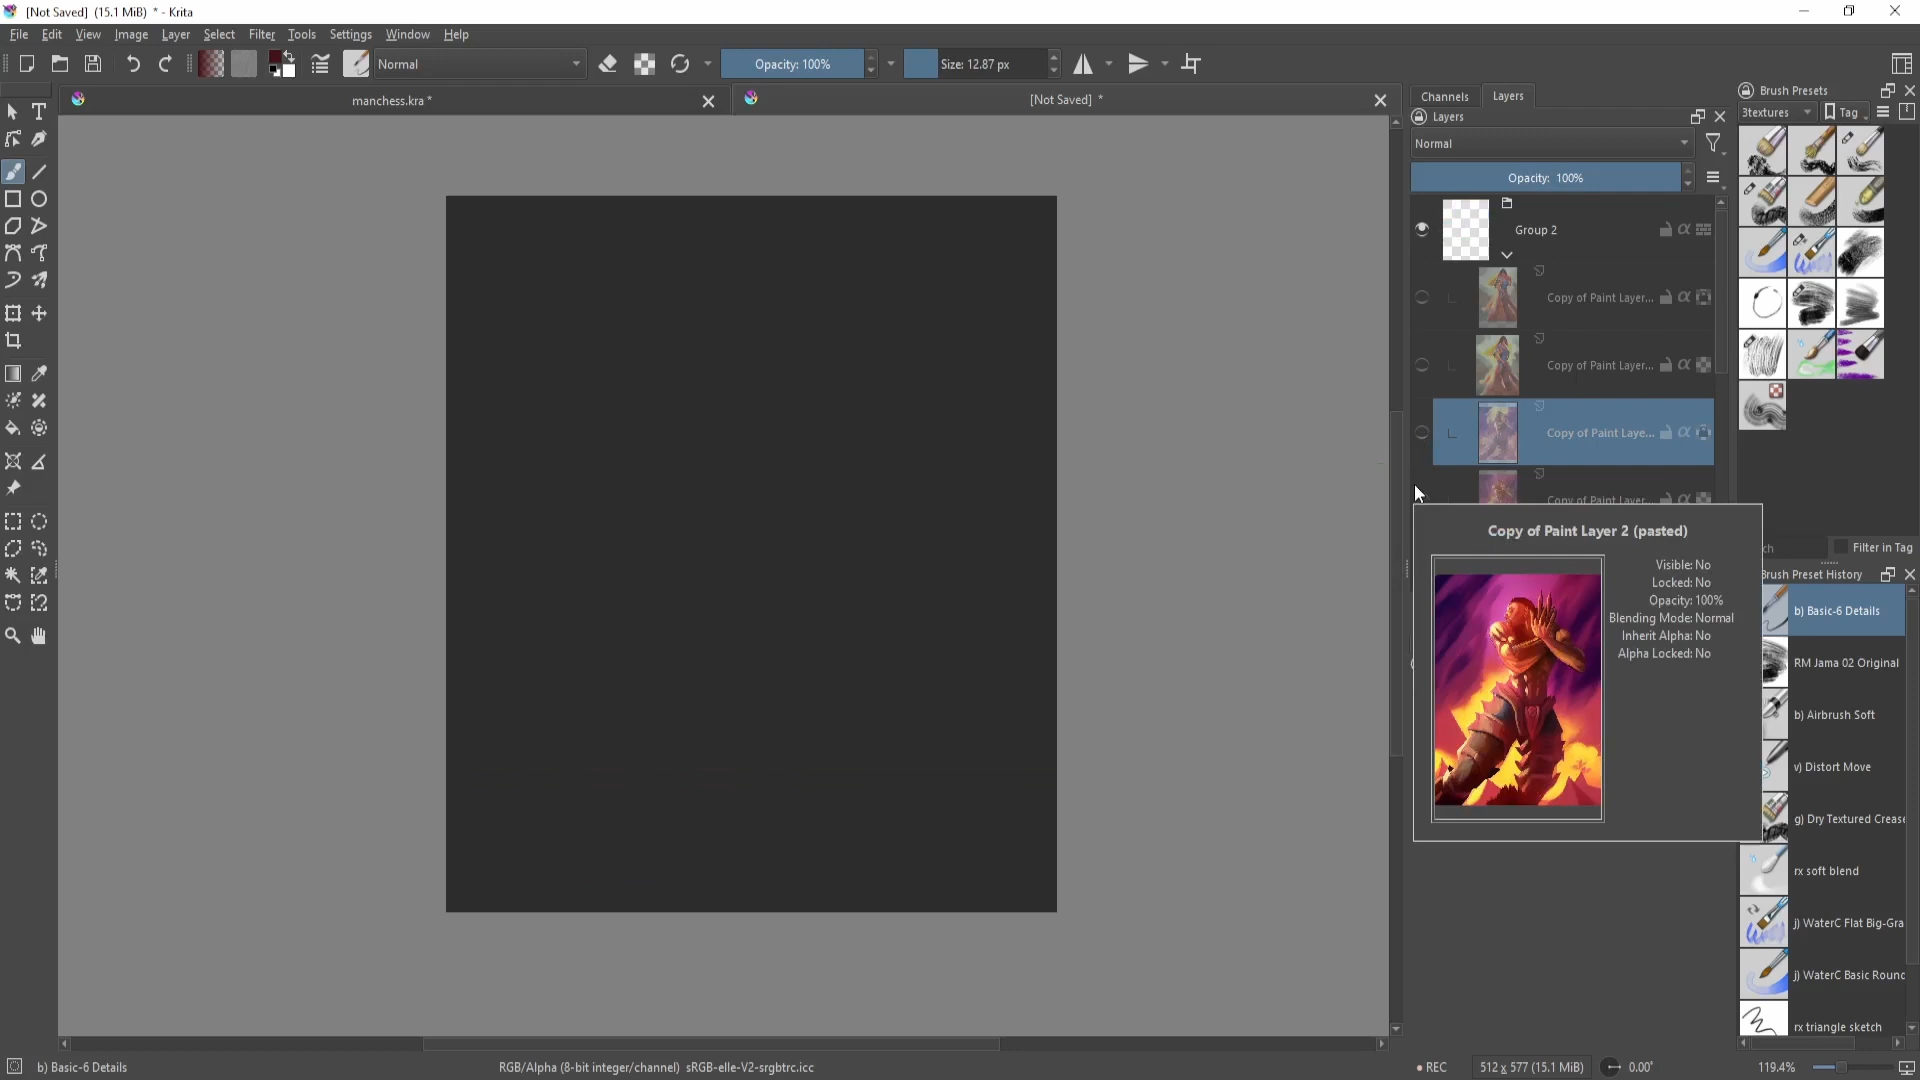 [Not Saved] (15.1 MiB) * - Krita
File Edit View Image Layer Select Filter Tools Settings Window Help
Normal
Opacity: 100%
Size: 12.87 px
manchess.kra *
[Not Saved] *
Channels
Layers
Layers
Normal
Opacity: 100%
Group 2
Copy of Paint Layer...
Copy of Paint Layer...
Copy of Paint Laye...
Copy of Paint Layer...
Copy of Paint Layer 2 (pasted)
Visible: No
Locked: No
Opacity: 100%
Blending Mode: Normal
Inherit Alpha: No
Alpha Locked: No
Brush Presets
3textures
Tag
Filter in Tag
Brush Preset History
b) Basic-6 Details
RM Jama 02 Original
b) Airbrush Soft
v) Distort Move
g) Dry Textured Crease
rx soft blend
j) WaterC Flat Big-Gra
j) WaterC Basic Round
rx triangle sketch
b) Basic-6 Details
RGB/Alpha (8-bit integer/channel) sRGB-elle-V2-srgbtrc.icc
REC
512 x 577 (15.1 MiB)
0.00°
119.4%